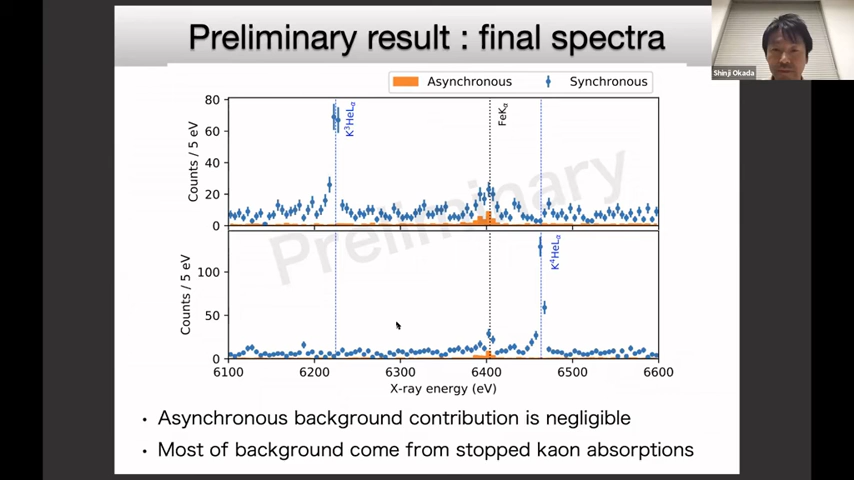 Preliminary result : final spectra
Shinji Okada
Asynchronous Synchronous
80
60
40
20
0
Counts / 5 eV
K³HeLα
FeKα
Preliminary
100
50
0
Counts / 5 eV
K⁴HeLα
6100 6200 6300 6400 6500 6600
X-ray energy (eV)
• Asynchronous background contribution is negligible
• Most of background come from stopped kaon absorptions